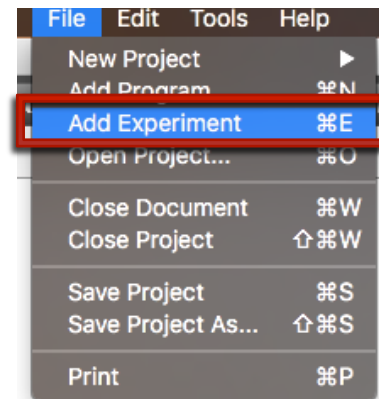 File Edit Tools Help
New Project ▶
Add Program ⌘N
Add Experiment ⌘E
Open Project... ⌘O
Close Document ⌘W
Close Project ⇧⌘W
Save Project ⌘S
Save Project As... ⇧⌘S
Print ⌘P